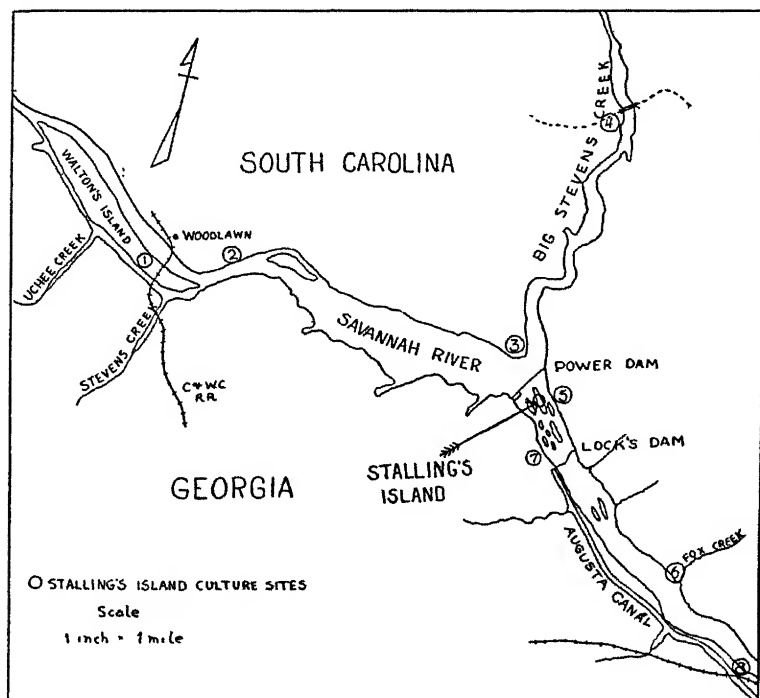 SOUTH CAROLINA
WALTON'S ISLAND
WOODLAWN
①
②
UCHEE CREEK
STEVENS CREEK
C & W.C
R.R.
SAVANNAH RIVER
BIG STEVENS CREEK
④
③
POWER DAM
⑤
LOCK'S DAM
⑦
STALLING'S
ISLAND
GEORGIA
AUGUSTA CANAL
⑥
FOX CREEK
⑧
O STALLING'S ISLAND CULTURE SITES
Scale
1 inch = 1 mile